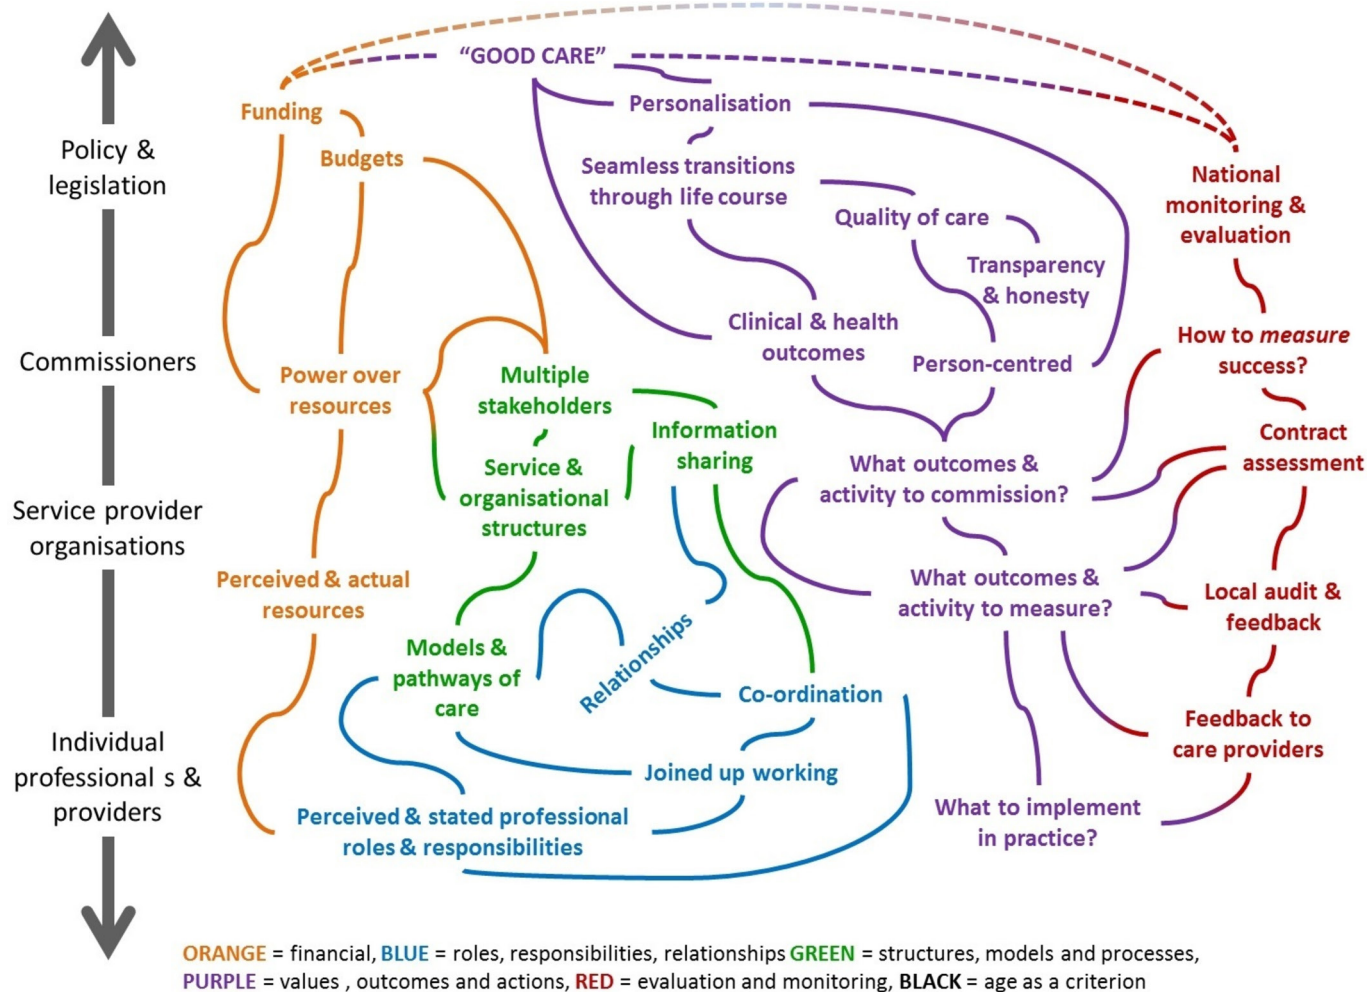 "GOOD CARE"
Funding
Personalisation
Budgets
Policy &
legislation
Seamless transitions
through life course
National
monitoring &
evaluation
Quality of care
Transparency
& honesty
Clinical & health
outcomes
How to measure
success?
Commissioners
Person-centred
Power over
resources
Multiple
stakeholders
Information
sharing
Contract
assessment
Service &
organisational
structures
What outcomes &
activity to commission?
Service provider
organisations
Perceived & actual
resources
What outcomes &
activity to measure?
Local audit &
feedback
Models &
pathways of
care
Relationships
Co-ordination
Feedback to
care providers
Individual
professional s &
providers
Joined up working
Perceived & stated professional
roles & responsibilities
What to implement
in practice?
ORANGE = financial, BLUE = roles, responsibilities, relationships GREEN = structures, models and processes,
PURPLE = values , outcomes and actions, RED = evaluation and monitoring, BLACK = age as a criterion